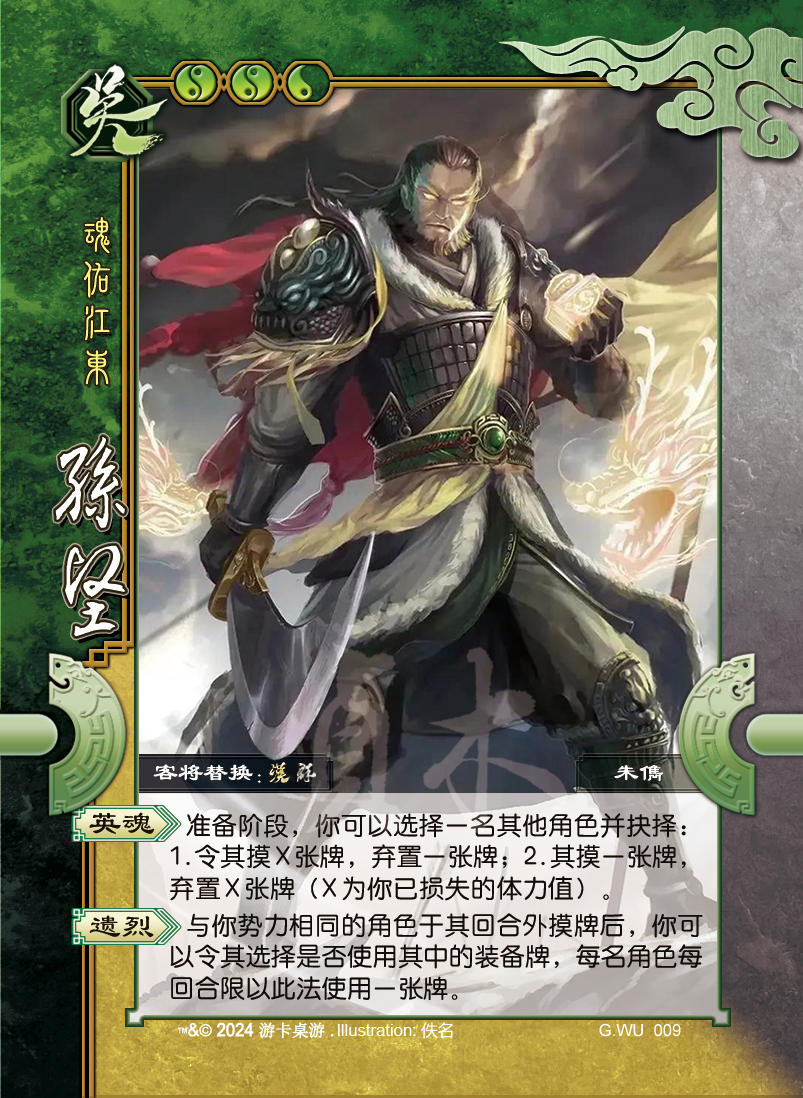 吴
魂佑江東
孫堅
客将替换：
朱儁
英魂 准备阶段，你可以选择一名其他角色并抉择：
1.令其摸X张牌，弃置一张牌；2.其摸一张牌，
弃置X张牌（X为你已损失的体力值）。
遗烈 与你势力相同的角色于其回合外摸牌后，你可
以令其选择是否使用其中的装备牌，每名角色每
回合限以此法使用一张牌。
™&© 2024 游卡桌游 .Illustration: 佚名
G.WU 009